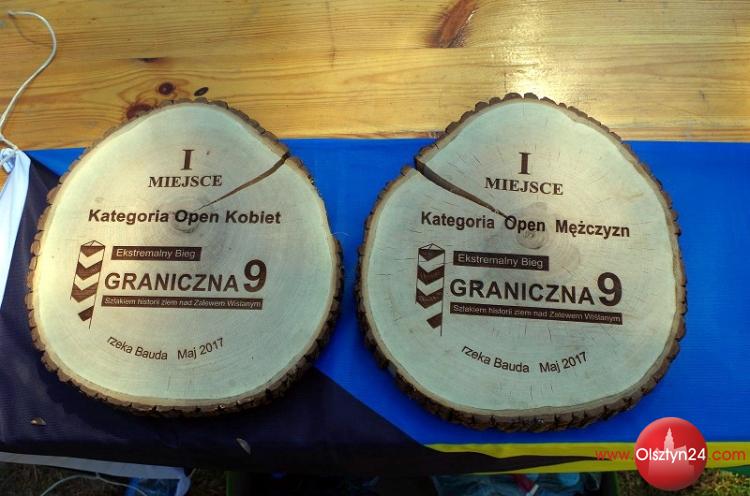 I
MIEJSCE
Kategoria Open Kobiet
Ekstremalny Bieg
GRANICZNA 9
Szlakiem historii ziem nad Zalewem Wiślanym
rzeka Bauda Maj 2017
I
MIEJSCE
Kategoria Open Mężczyzn
Ekstremalny Bieg
GRANICZNA 9
Szlakiem historii ziem nad Zalewem Wiślanym
rzeka Bauda Maj 2017
www.Olsztyn24.com